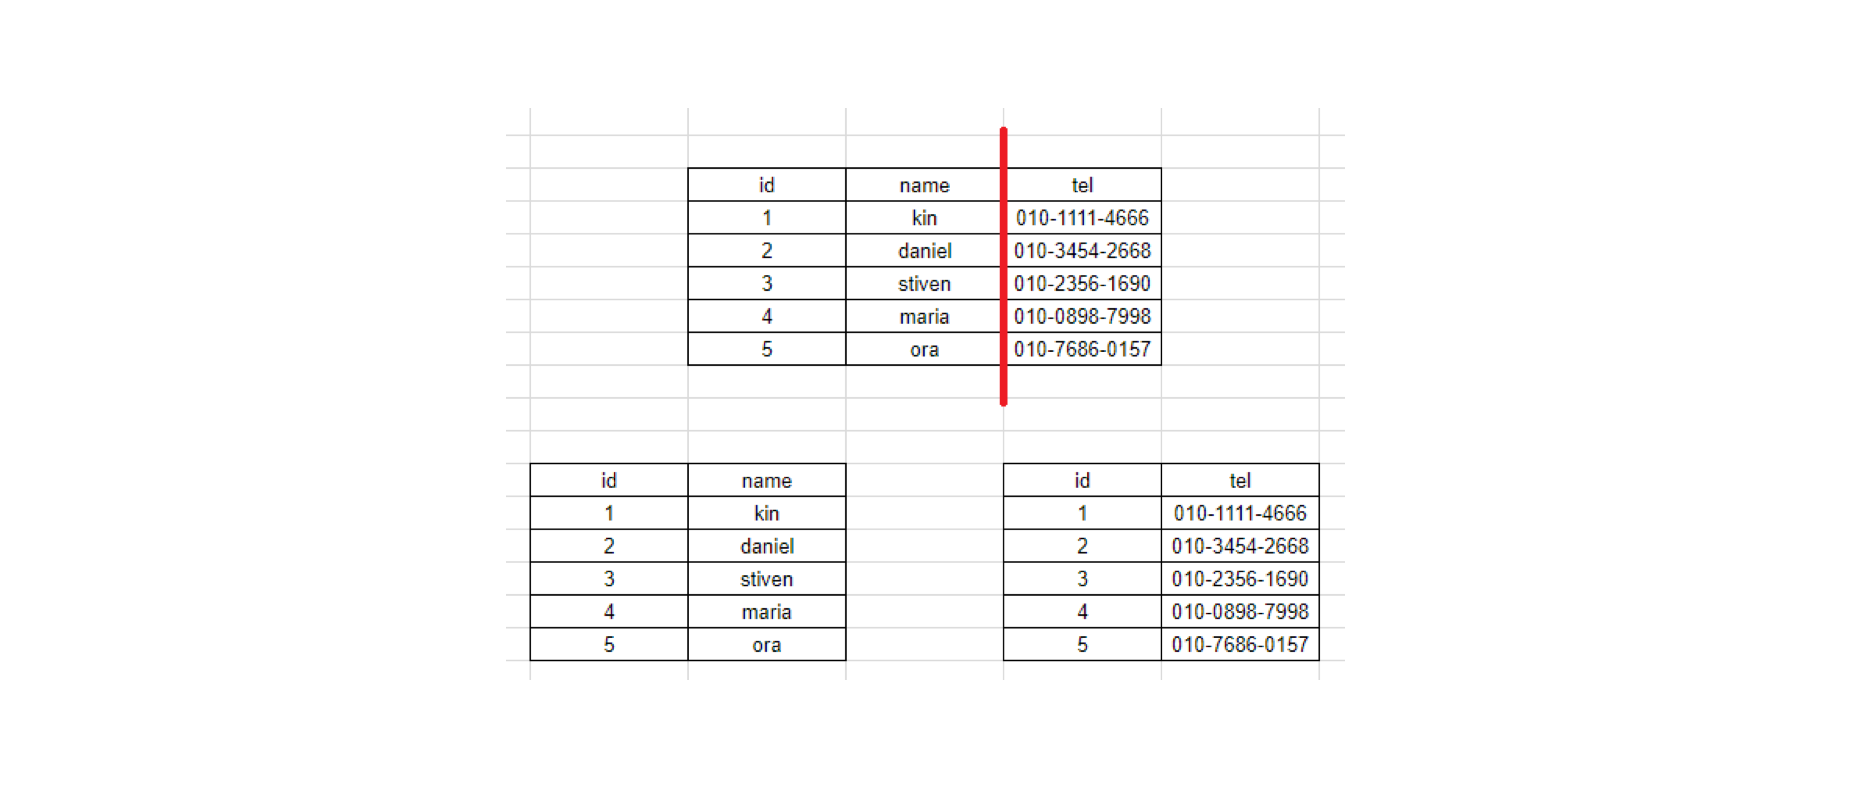 id name tel
1 kin 010-1111-4666
2 daniel 010-3454-2668
3 stiven 010-2356-1690
4 maria 010-0898-7998
5 ora 010-7686-0157
id name
1 kin
2 daniel
3 stiven
4 maria
5 ora
id tel
1 010-1111-4666
2 010-3454-2668
3 010-2356-1690
4 010-0898-7998
5 010-7686-0157